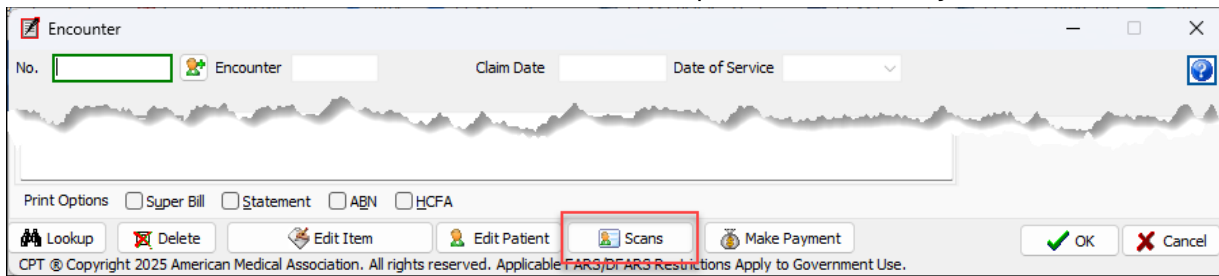 Encounter
No. Encounter Claim Date Date of Service
Print Options Super Bill Statement ABN HCFA
Lookup Delete Edit Item Edit Patient Scans Make Payment OK Cancel
CPT ® Copyright 2025 American Medical Association. All rights reserved. Applicable FARS/DFARS Restrictions Apply to Government Use.